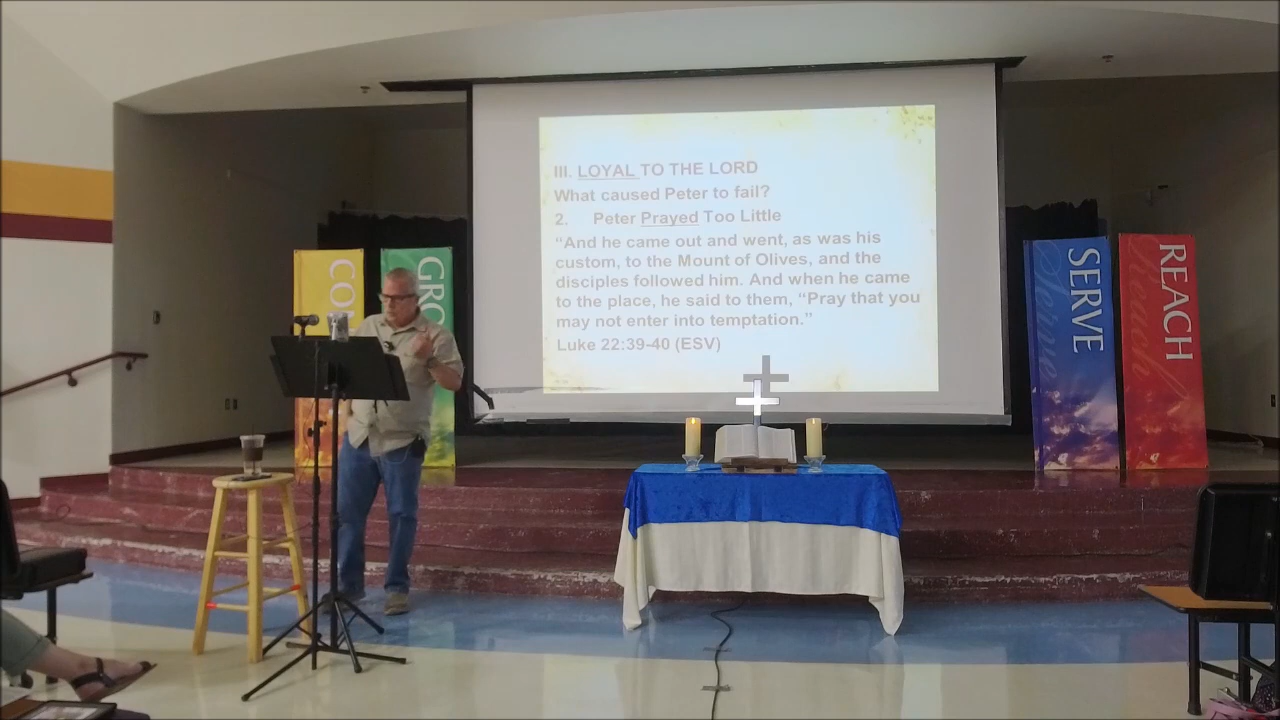 III. LOYAL TO THE LORD
What caused Peter to fail?
2. Peter Prayed Too Little
“And he came out and went, as was his
custom, to the Mount of Olives, and the
disciples followed him. And when he came
to the place, he said to them, “Pray that you
may not enter into temptation.”
Luke 22:39-40 (ESV)
SERVE
REACH